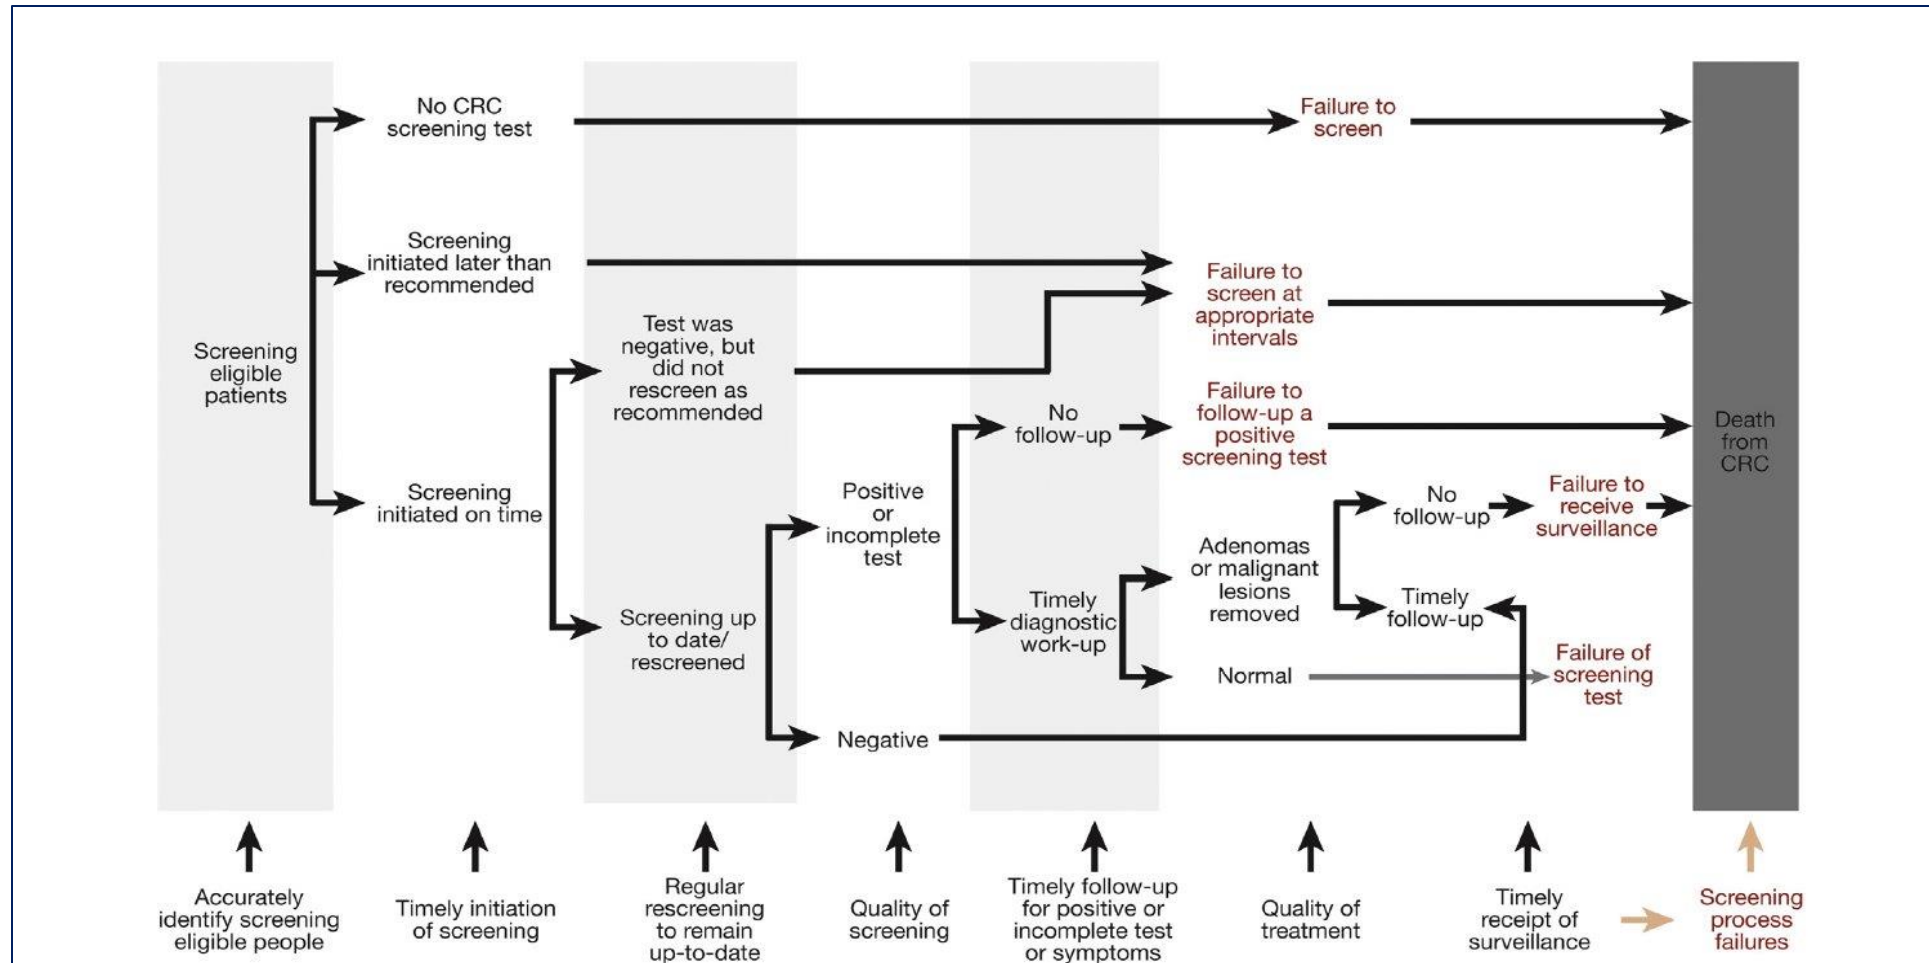 No CRC
screening test
Failure to
screen
Screening
initiated later than
recommended
Failure to
screen at
appropriate
intervals
Test was
negative, but
did not
rescreen as
recommended
Screening
eligible
patients
No
follow-up
Failure to
follow-up a
positive
screening test
Death
from
CRC
Screening
initiated on time
Positive
or
incomplete
test
No
follow-up
Failure to
receive
surveillance
Adenomas
or malignant
lesions
removed
Timely
diagnostic
work-up
Timely
follow-up
Screening up
to date/
rescreened
Normal
Failure of
screening
test
Negative
Accurately
identify screening
eligible people
Timely initiation
of screening
Regular
rescreening
to remain
up-to-date
Quality of
screening
Timely follow-up
for positive or
incomplete test
or symptoms
Quality of
treatment
Timely
receipt of
surveillance
Screening
process
failures